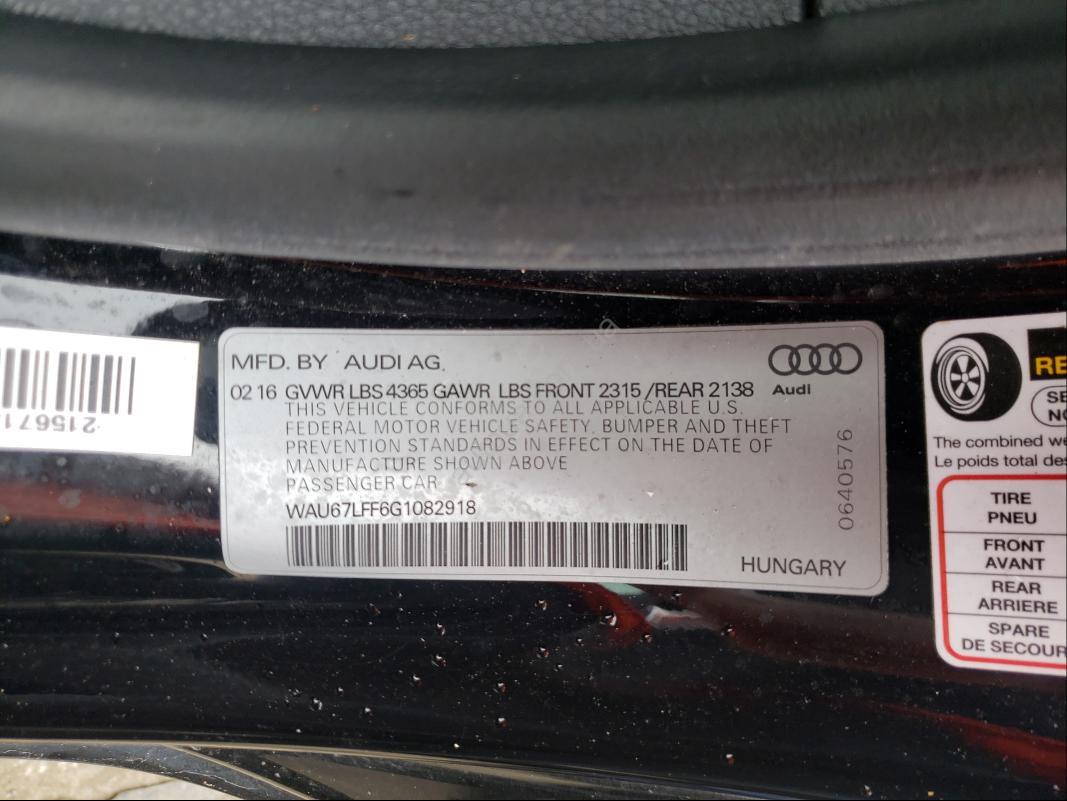 MFD. BY AUDI AG.
Audi
02 16 GVWR LBS 4365 GAWR LBS FRONT 2315 /REAR 2138
THIS VEHICLE CONFORMS TO ALL APPLICABLE U.S.
FEDERAL MOTOR VEHICLE SAFETY, BUMPER AND THEFT
PREVENTION STANDARDS IN EFFECT ON THE DATE OF
MANUFACTURE SHOWN ABOVE
PASSENGER CAR
WAU67LFF6G1082918
HUNGARY
0640576
The combined
Le poids total
TIRE
PNEU
FRONT
AVANT
REAR
ARRIERE
SPARE
DE SECOUR